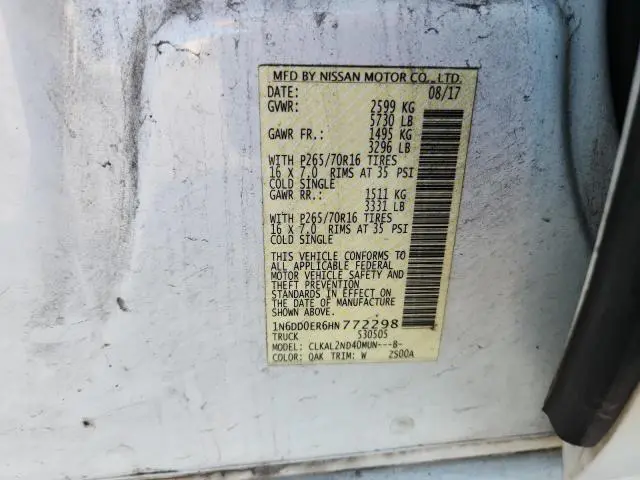 MFD BY NISSAN MOTOR CO.,LTD.
DATE: 08/17
GVWR: 2599 KG
5730 LB
GAWR FR.: 1495 KG
3296 LB
WITH P265/70R16 TIRES
16 X 7.0 RIMS AT 35 PSI
COLD SINGLE
GAWR RR.: 1511 KG
3331 LB
WITH P265/70R16 TIRES
16 X 7.0 RIMS AT 35 PSI
COLD SINGLE
THIS VEHICLE CONFORMS TO
ALL APPLICABLE FEDERAL
MOTOR VEHICLE SAFETY AND
THEFT PREVENTION
STANDARDS IN EFFECT ON
THE DATE OF MANUFACTURE
SHOWN ABOVE.
1N6DD0ER6HN772298
TRUCK 530505
MODEL: CLKAL2ND40MUN---B-
COLOR: QAK TRIM: W ZS00A